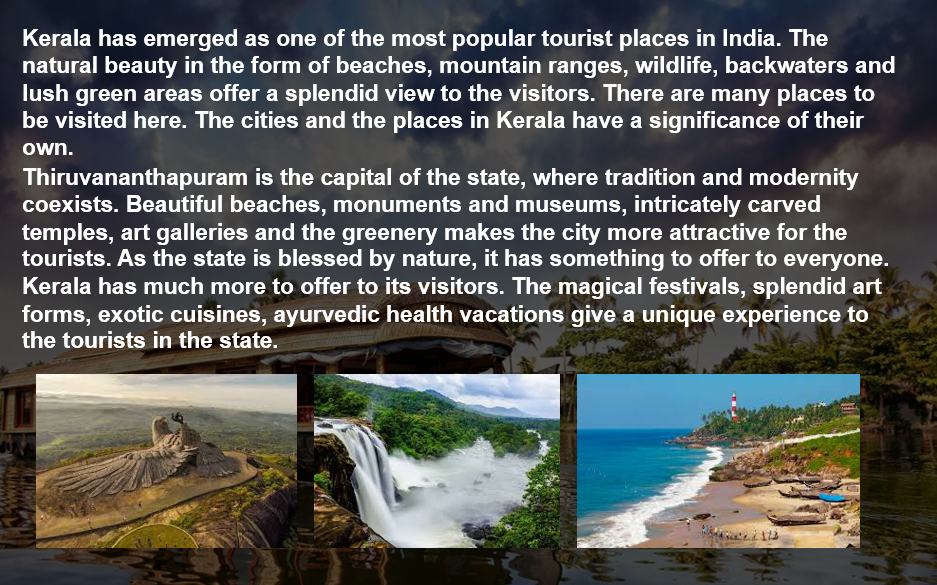 Kerala has emerged as one of the most popular tourist places in India. The
natural beauty in the form of beaches, mountain ranges, wildlife, backwaters and
lush green areas offer a splendid view to the visitors. There are many places to
be visited here. The cities and the places in Kerala have a significance of their
own.
Thiruvananthapuram is the capital of the state, where tradition and modernity
coexists. Beautiful beaches, monuments and museums, intricately carved
temples, art galleries and the greenery makes the city more attractive for the
tourists. As the state is blessed by nature, it has something to offer to everyone.
Kerala has much more to offer to its visitors. The magical festivals, splendid art
forms, exotic cuisines, ayurvedic health vacations give a unique experience to
the tourists in the state.